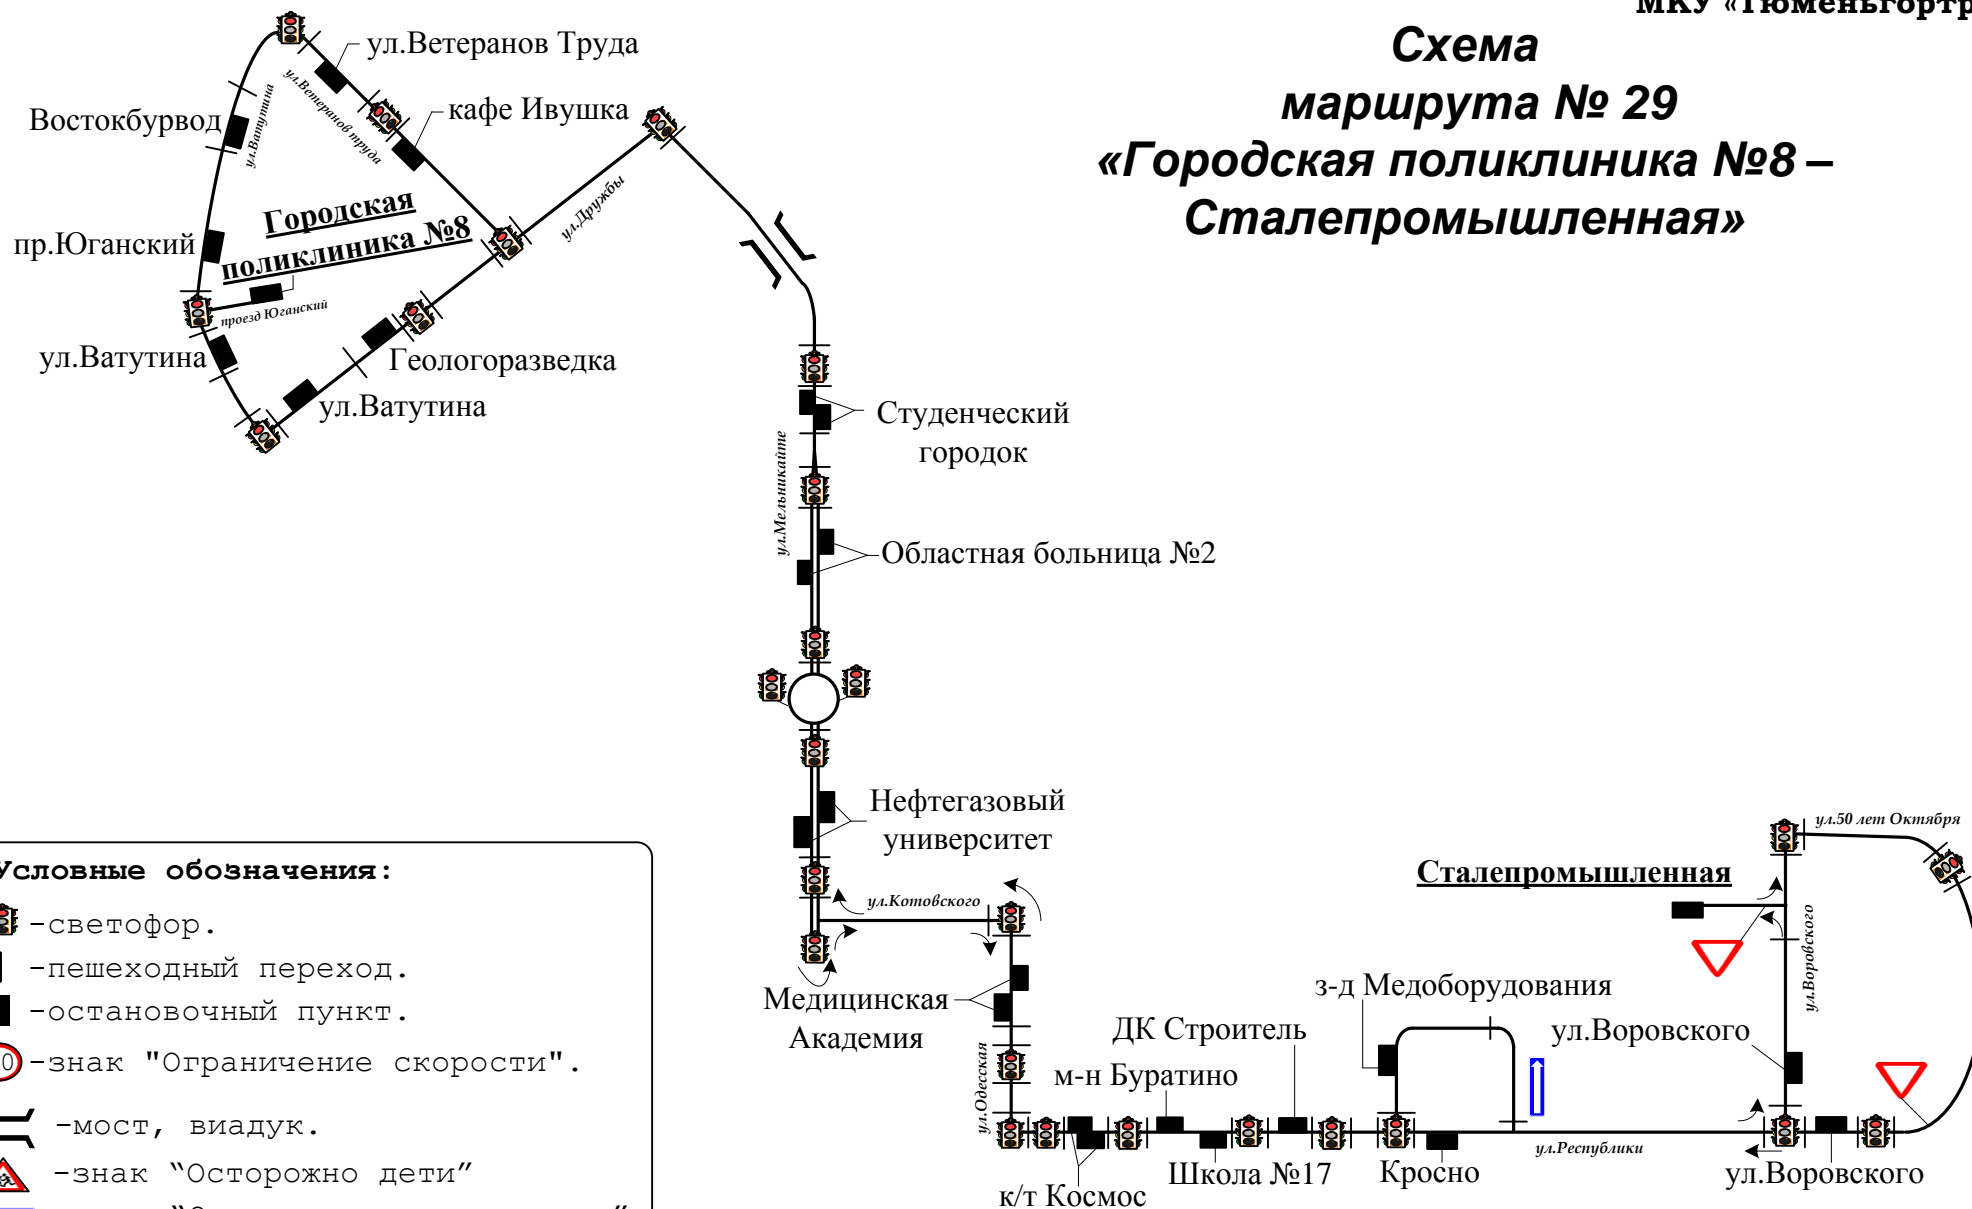 МКУ «Тюменьгортр
Схема
маршрута № 29
«Городская поликлиника №8 –
Сталепромышленная»
ул.Ветеранов Труда
ул.Ветеранов труда
кафе Ивушка
Востокбурвод
ул.Ватутина
Городская
поликлиника №8
пр.Юганский
проезд Юганский
ул.Дружбы
ул.Ватутина
Геологоразведка
ул.Ватутина
Студенческий
городок
ул.Мельникайте
Областная больница №2
Нефтегазовый
университет
ул.Котовского
Медицинская
Академия
ул.Одесская
ДК Строитель
м-н Буратино
к/т Космос
Школа №17
з-д Медоборудования
Кросно
ул.Республики
ул.Воровского
ул.Воровского
ул.Воровского
Сталепромышленная
ул.50 лет Октября
Условные обозначения:
-светофор.
-пешеходный переход.
-остановочный пункт.
0 -знак "Ограничение скорости".
-мост, виадук.
-знак “Осторожно дети”